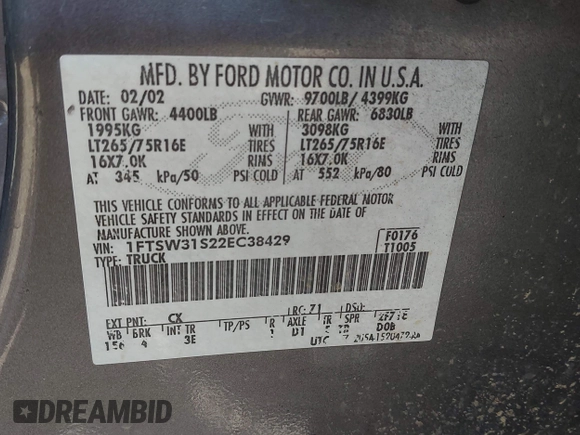 MFD. BY FORD MOTOR CO. IN U.S.A.
DATE: 02/02 GVWR: 9700LB/ 4399KG
FRONT GAWR: 4400LB REAR GAWR: 6830LB
1995KG WITH 3098KG WITH
LT265/75R16E TIRES LT265/75R16E TIRES
16X7.0K RIMS 16X7.0K RIMS
AT 345 kPa/50 PSI COLD AT 552 kPa/80 PSI COLD
THIS VEHICLE CONFORMS TO ALL APPLICABLE FEDERAL MOTOR
VEHICLE SAFETY STANDARDS IN EFFECT ON THE DATE OF
MANUFACTURE SHOWN ABOVE.
VIN: 1FTSW31S22EC38429 F0176
TYPE: TRUCK T1005
EXT PNT: CX RC: 71 DSO:
WB BRK INT TR TP/PS R AXLE TR SPR
4 3E D1 DOB
UTC
DREAMBID